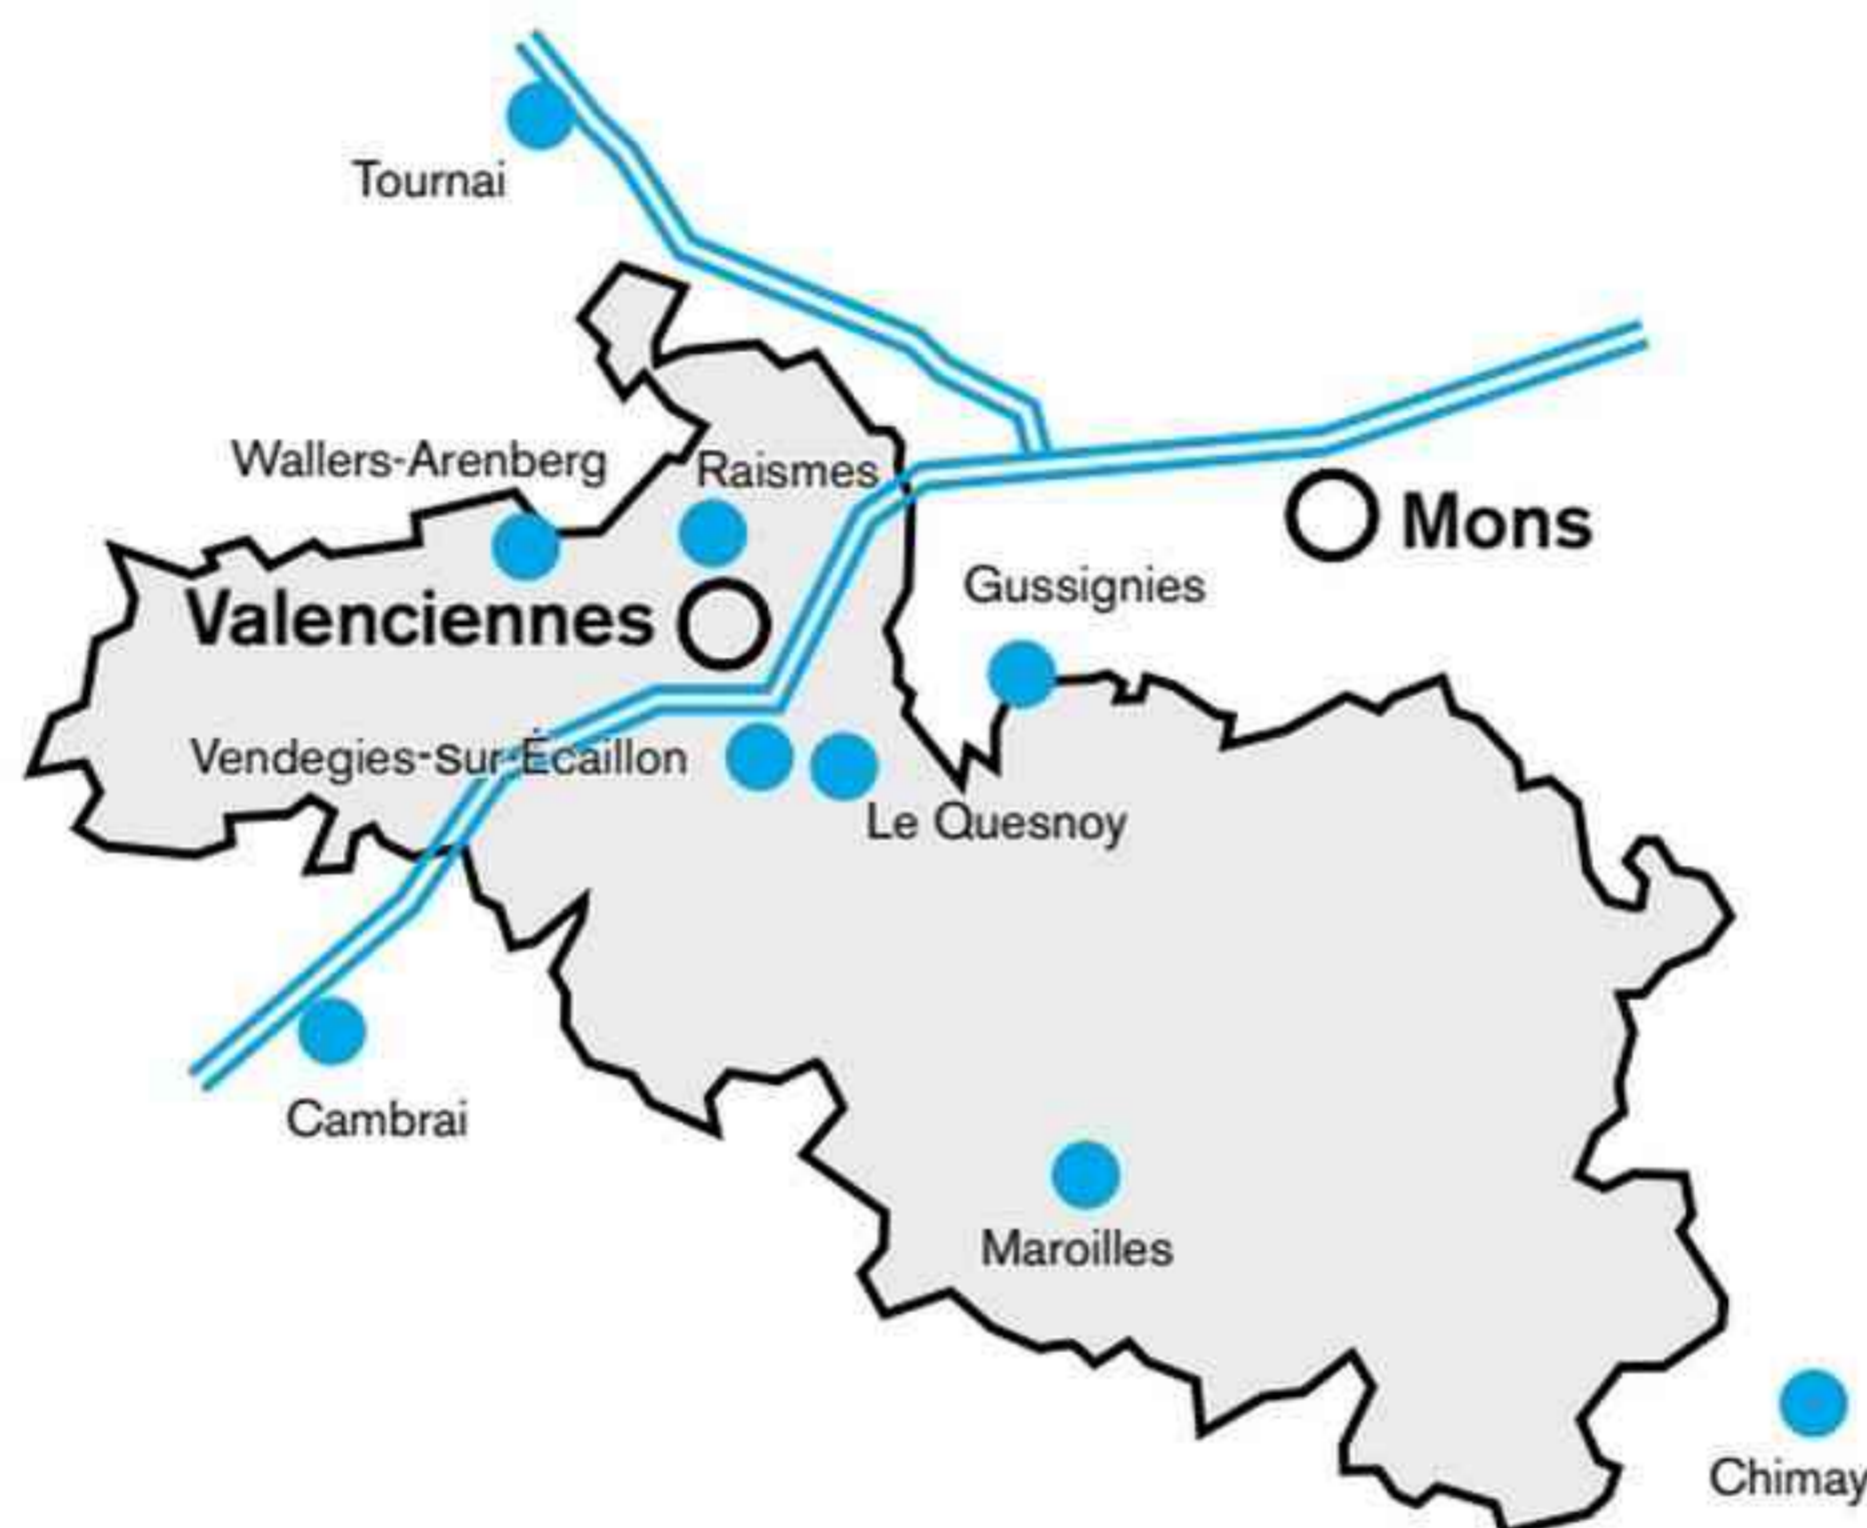 Tournai
Wallers-Arenberg
Raismes
Mons
Gussignies
Valenciennes
Vendegies-sur-Écaillon
Le Quesnoy
Cambrai
Maroilles
Chimay